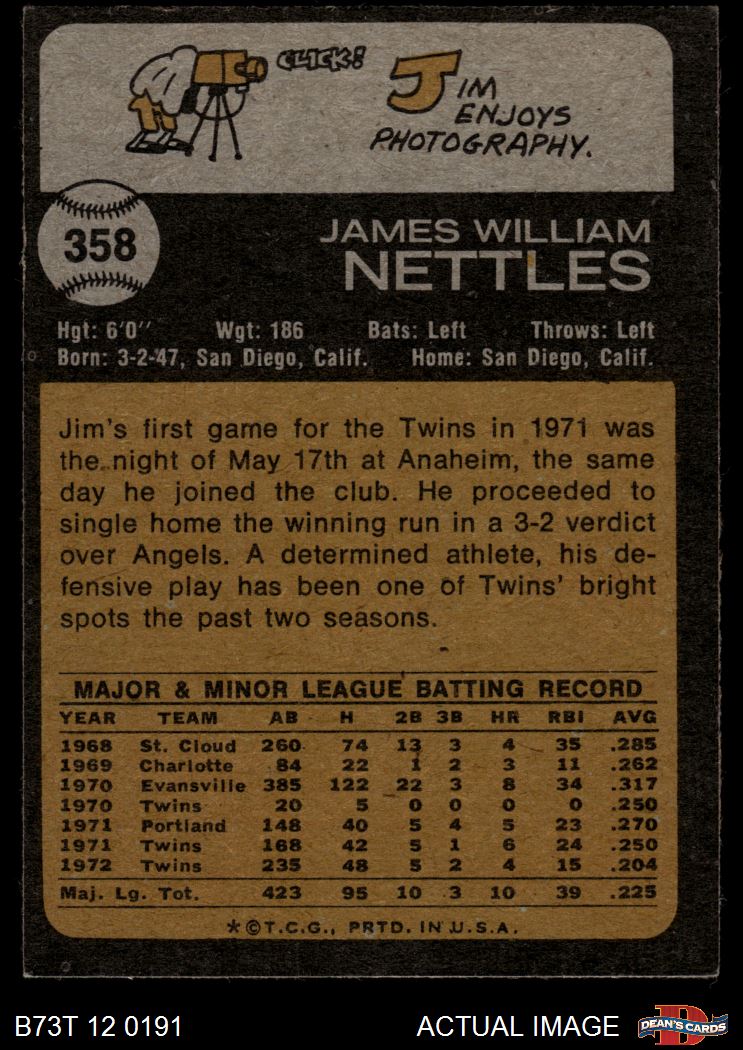 CLICK!
JIM
ENJOYS
PHOTOGRAPHY.
358
JAMES WILLIAM
NETTLES
Hgt: 6'0" Wgt: 186 Bats: Left Throws: Left
Born: 3-2-47, San Diego, Calif. Home: San Diego, Calif.
Jim's first game for the Twins in 1971 was
the night of May 17th at Anaheim, the same
day he joined the club. He proceeded to
single home the winning run in a 3-2 verdict
over Angels. A determined athlete, his de-
fensive play has been one of Twins' bright
spots the past two seasons.
MAJOR & MINOR LEAGUE BATTING RECORD
YEAR TEAM AB H 2B 3B HR RBI AVG
1968 St. Cloud 260 74 13 3 4 35 .285
1969 Charlotte 84 22 1 2 3 11 .262
1970 Evansville 385 122 22 3 8 34 .317
1970 Twins 20 5 0 0 0 0 .250
1971 Portland 148 40 5 4 5 23 .270
1971 Twins 168 42 5 1 6 24 .250
1972 Twins 235 48 5 2 4 15 .204
Maj. Lg. Tot. 423 95 10 3 10 39 .225
*©T.C.G., PRTD. IN U.S.A.
B73T 12 0191 ACTUAL IMAGE
D
DEAN'S CARDS